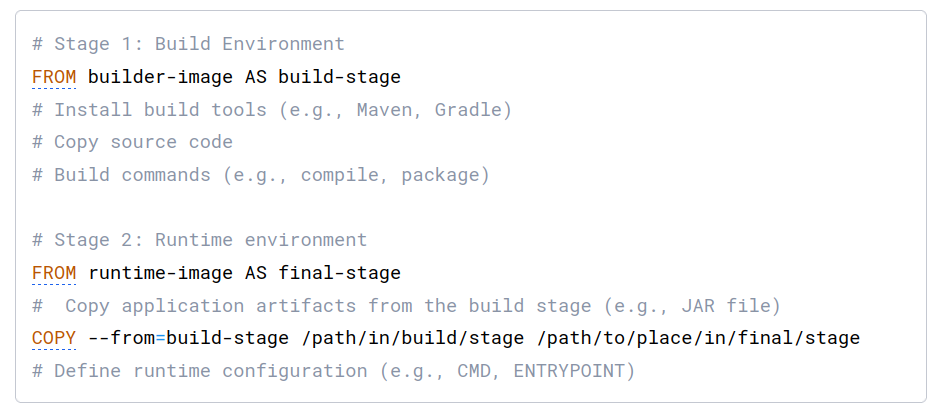 # Stage 1: Build Environment
FROM builder-image AS build-stage
# Install build tools (e.g., Maven, Gradle)
# Copy source code
# Build commands (e.g., compile, package)

# Stage 2: Runtime environment
FROM runtime-image AS final-stage
#  Copy application artifacts from the build stage (e.g., JAR file)
COPY --from=build-stage /path/in/build/stage /path/to/place/in/final/stage
# Define runtime configuration (e.g., CMD, ENTRYPOINT)